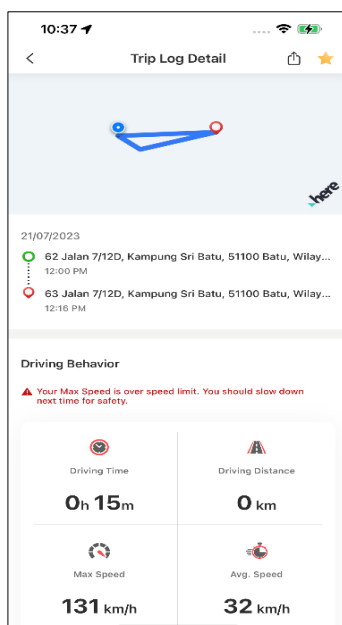 10:37
Trip Log Detail
here
21/07/2023
62 Jalan 7/12D, Kampung Sri Batu, 51100 Batu, Wilay...
12:00 PM
63 Jalan 7/12D, Kampung Sri Batu, 51100 Batu, Wilay...
12:16 PM
Driving Behavior
Your Max Speed is over speed limit. You should slow down
next time for safety.
Driving Time
Driving Distance
0h 15m
0 km
Max Speed
Avg. Speed
131 km/h
32 km/h